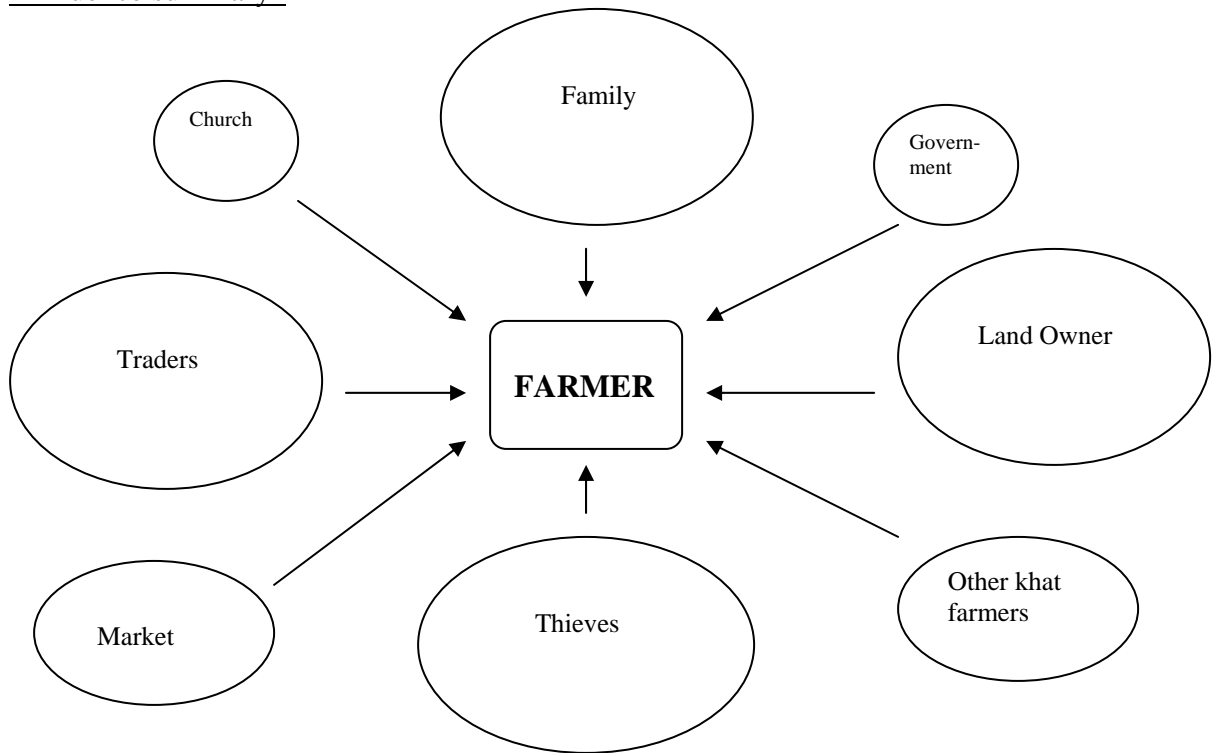 Family
Church
Govern-
ment
Land Owner
Traders
FARMER
Other khat
farmers
Thieves
Market